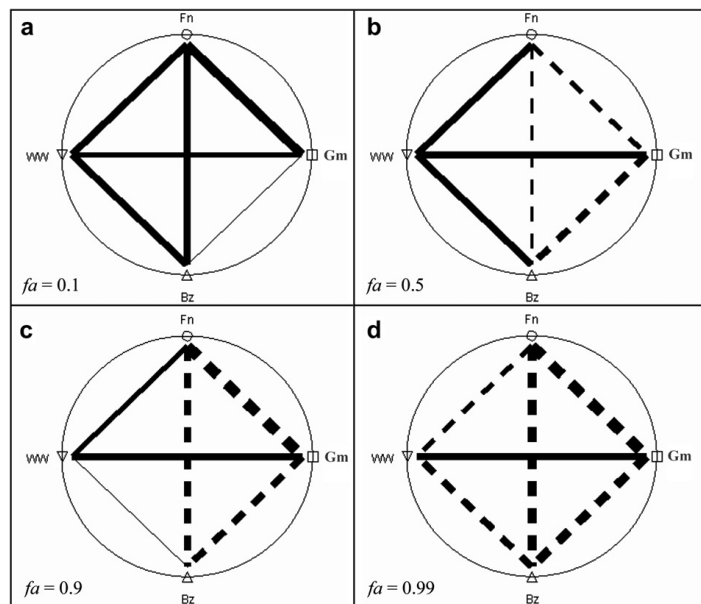 a
Fn
WW
Gm
fa = 0.1
Bz
b
Fn
WW
Gm
fa = 0.5
Bz
c
Fn
WW
Gm
fa = 0.9
Bz
d
Fn
WW
Gm
fa = 0.99
Bz